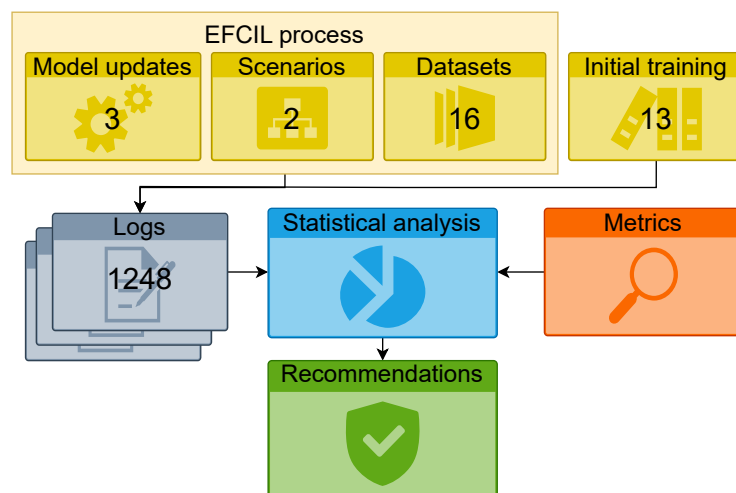 EFCIL process
Model updates
Scenarios
Datasets
Initial training
3
2
16
13
Logs
Statistical analysis
Metrics
1248
Recommendations